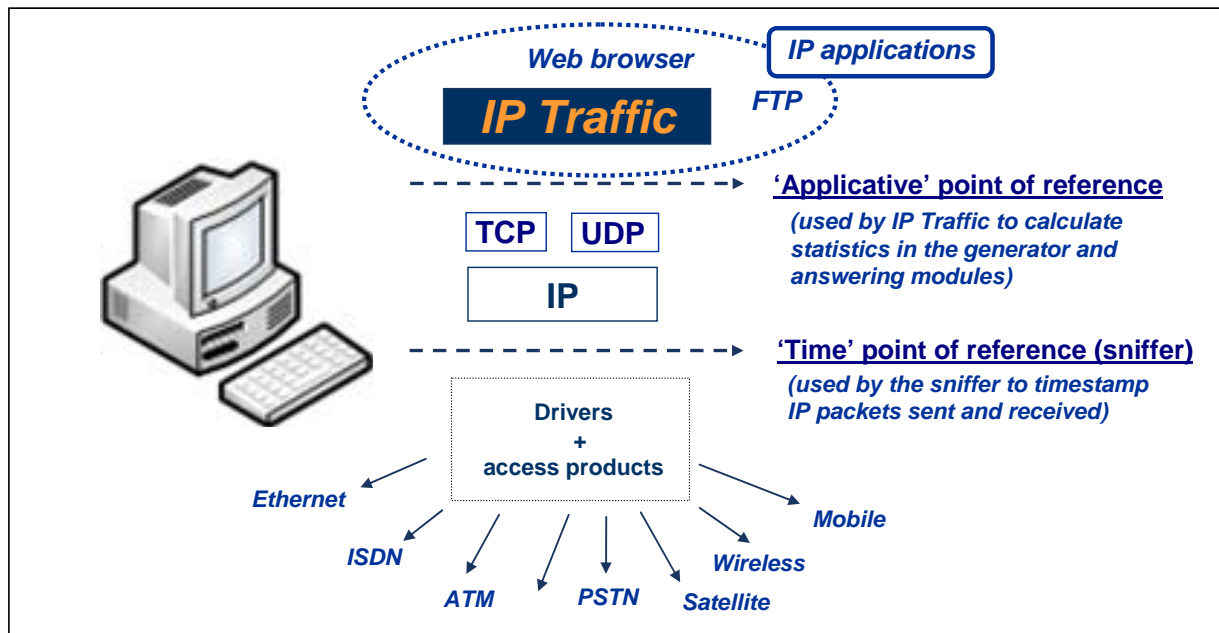 Web browser
IP applications
FTP
IP Traffic
‘Applicative’ point of reference
(used by IP Traffic to calculate
statistics in the generator and
answering modules)
TCP
UDP
IP
‘Time’ point of reference (sniffer)
(used by the sniffer to timestamp
IP packets sent and received)
Drivers
+
access products
Ethernet
ISDN
ATM
PSTN
Satellite
Wireless
Mobile